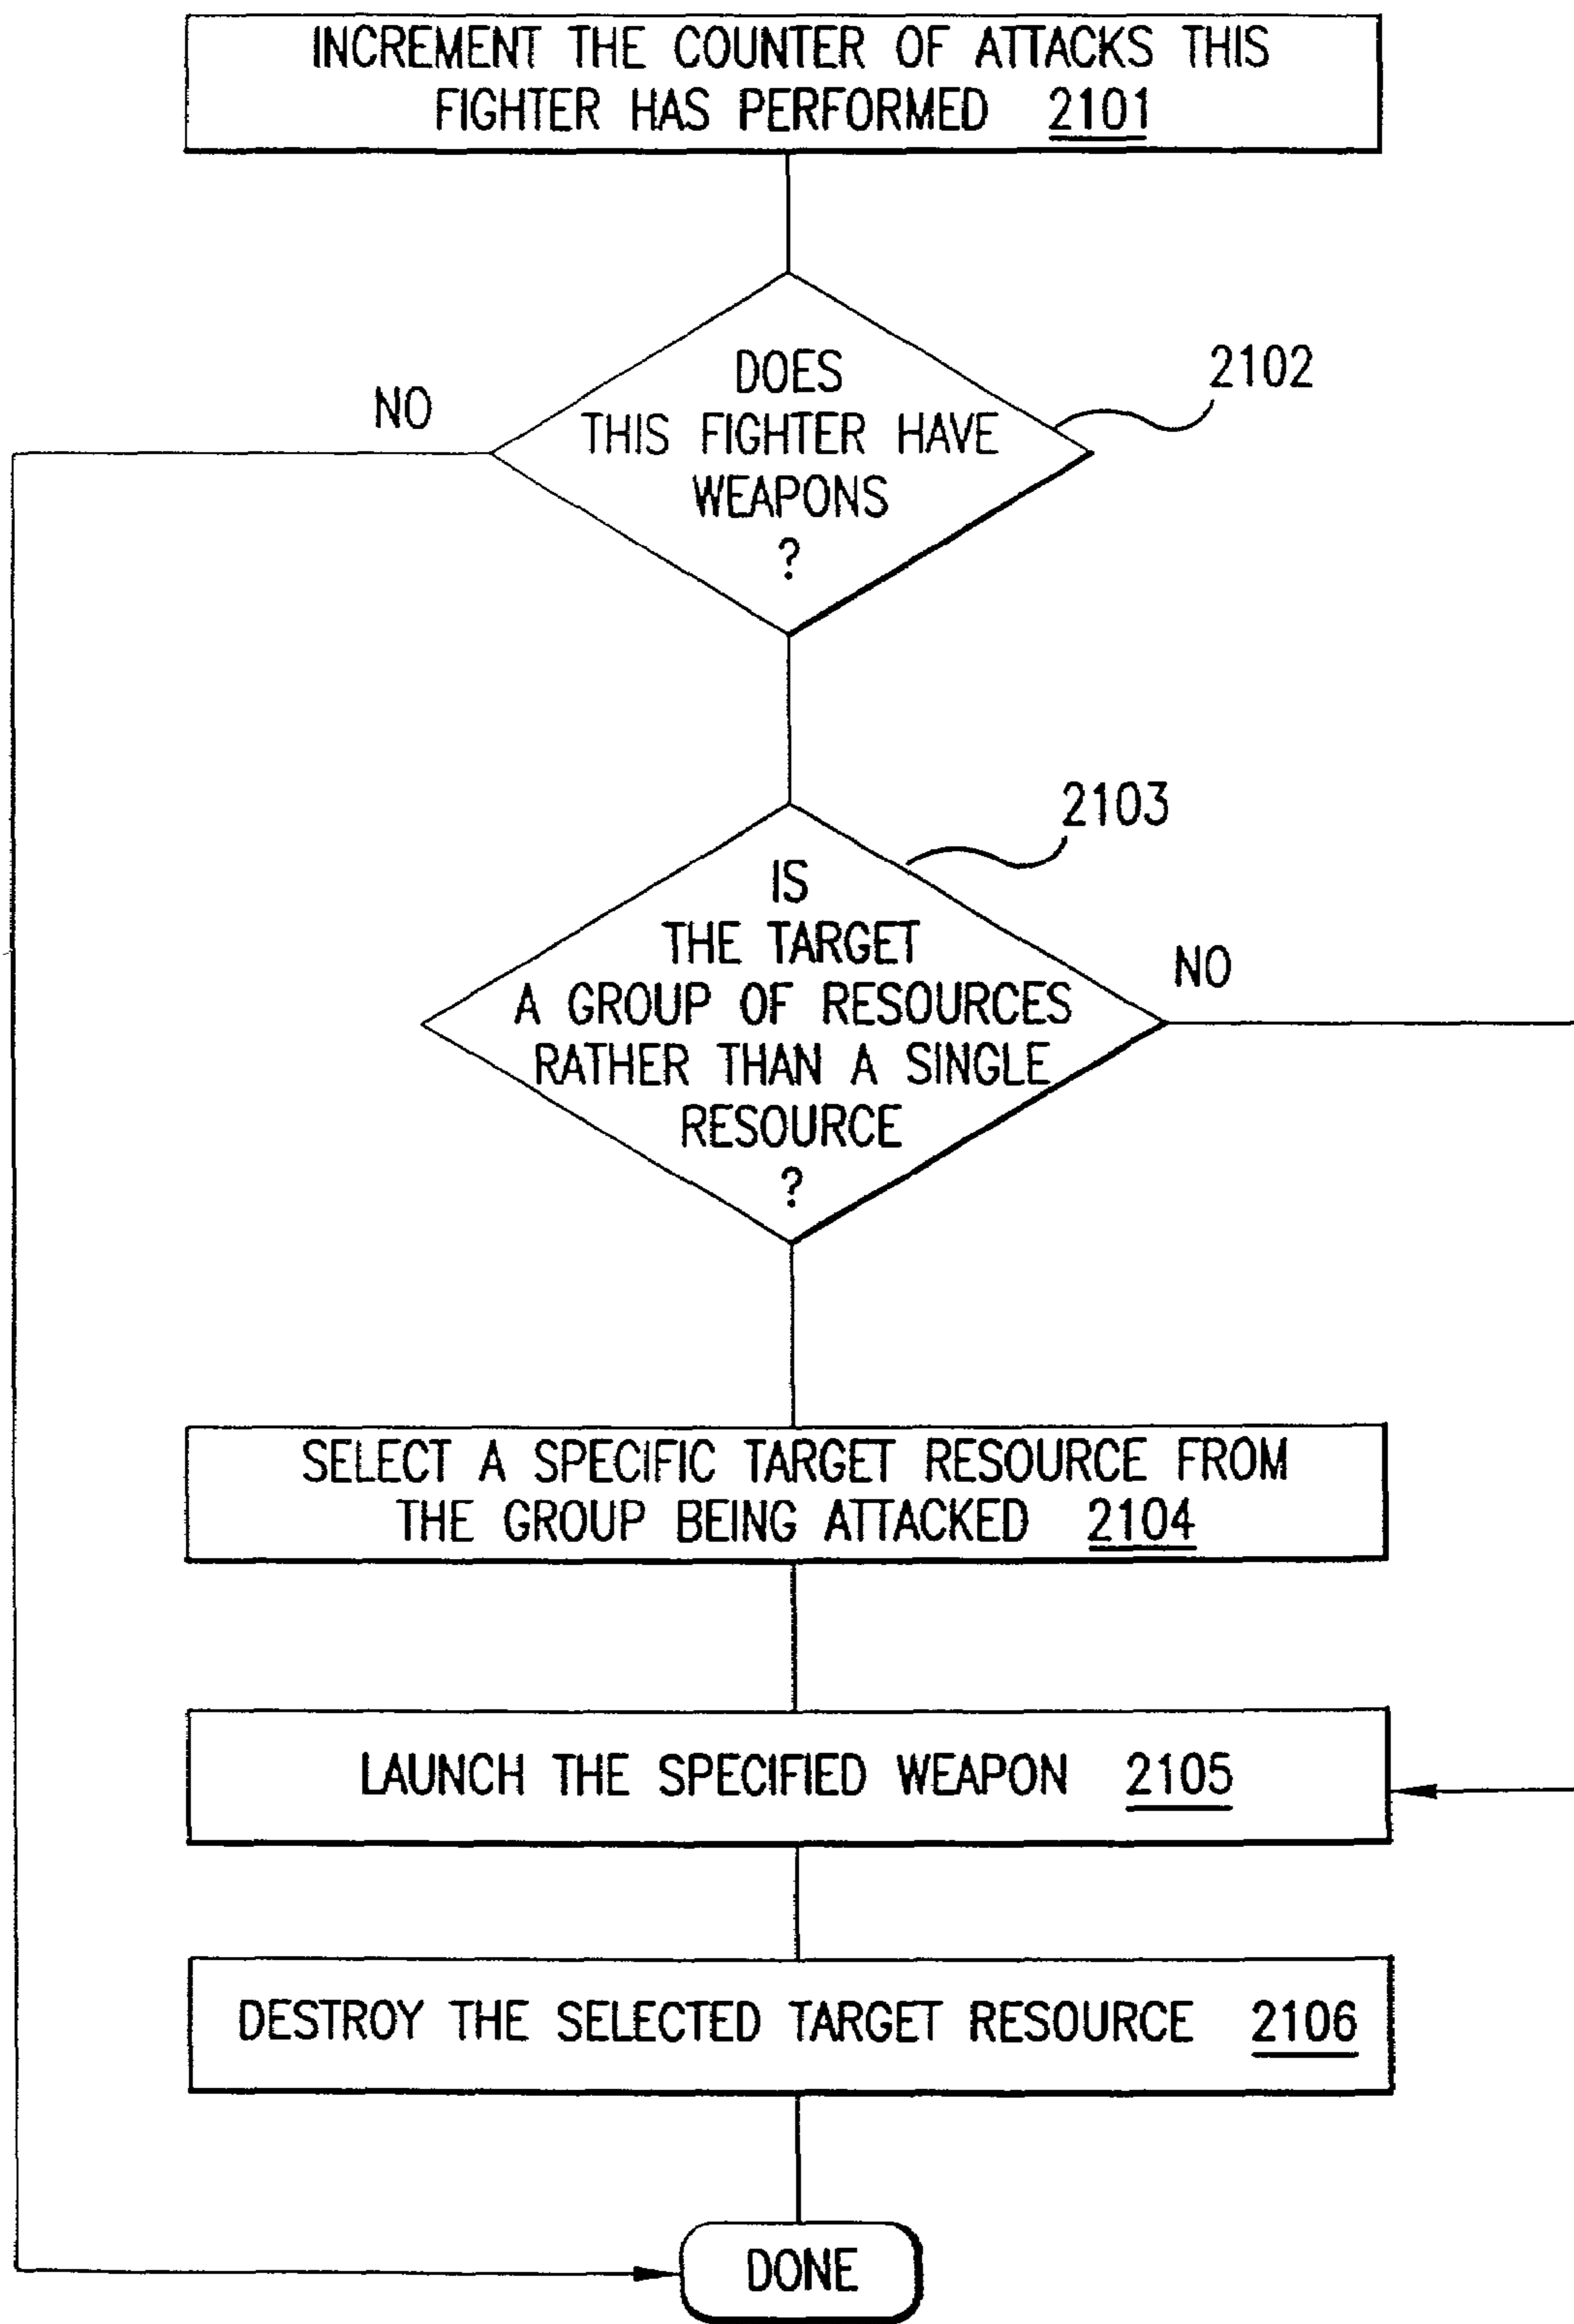 INCREMENT THE COUNTER OF ATTACKS THIS
FIGHTER HAS PERFORMED 2101
DOES
THIS FIGHTER HAVE
WEAPONS
?
2102
NO
IS
THE TARGET
A GROUP OF RESOURCES
RATHER THAN A SINGLE
RESOURCE
?
2103
NO
SELECT A SPECIFIC TARGET RESOURCE FROM
THE GROUP BEING ATTACKED 2104
LAUNCH THE SPECIFIED WEAPON 2105
DESTROY THE SELECTED TARGET RESOURCE 2106
DONE